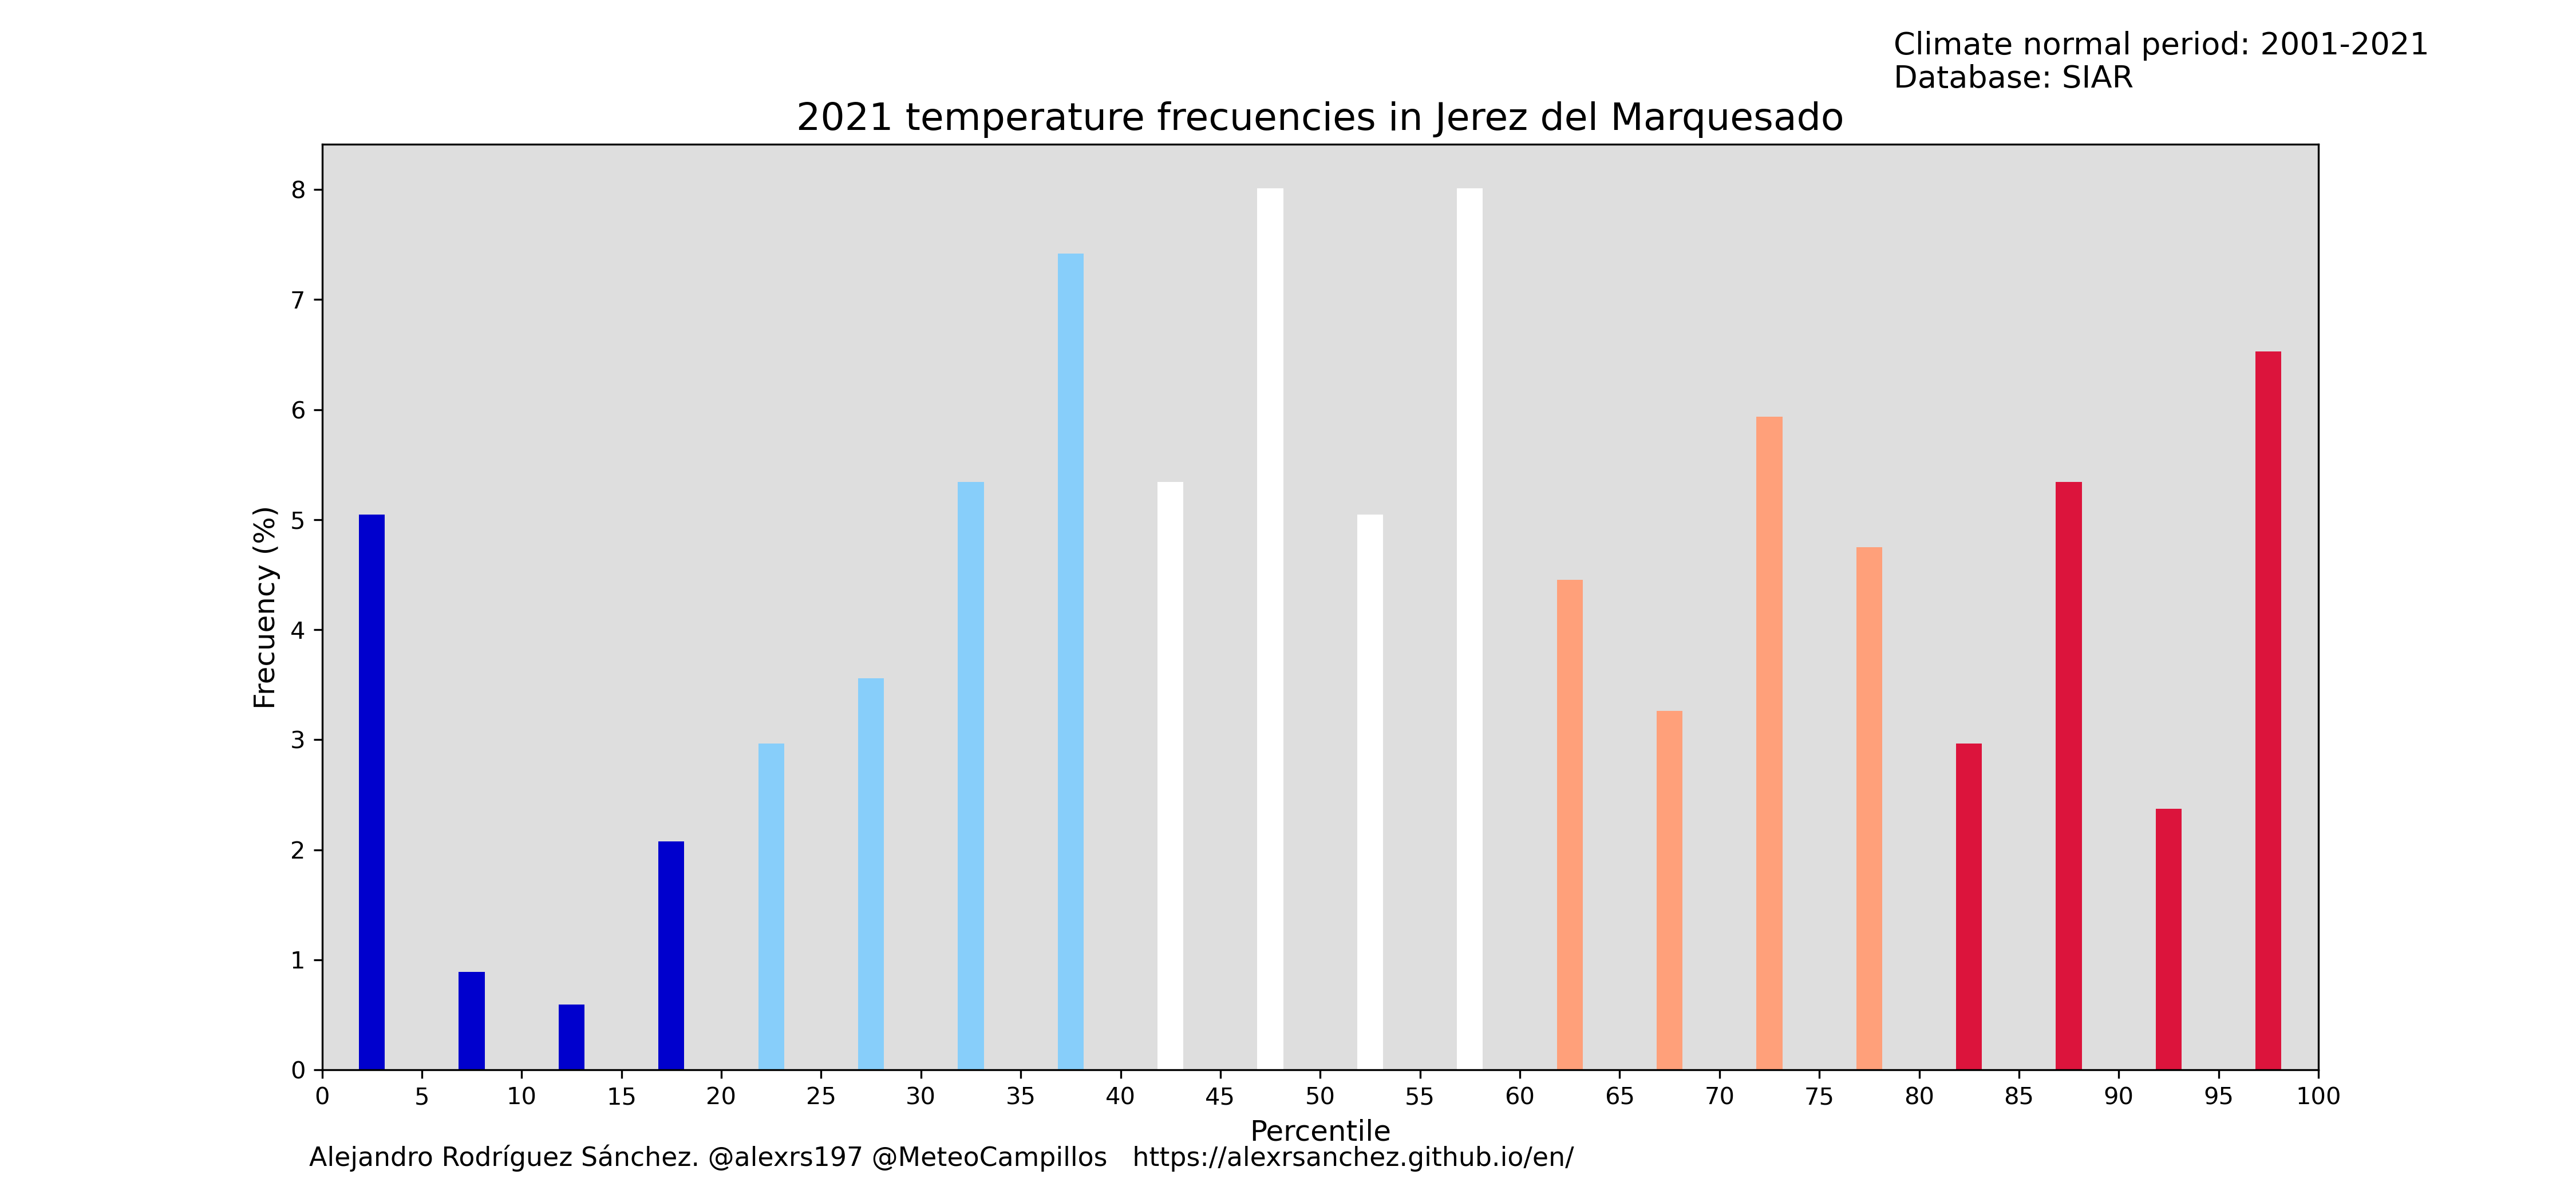 Climate normal period: 2001-2021
Database: SIAR
2021 temperature frecuencies in Jerez del Marquesado
Frecuency (%)
8
7
6
5
4
3
2
1
0
0 5 10 15 20 25 30 35 40 45 50 55 60 65 70 75 80 85 90 95 100
Percentile
Alejandro Rodríguez Sánchez. @alexrs197 @MeteoCampillos https://alexrsanchez.github.io/en/